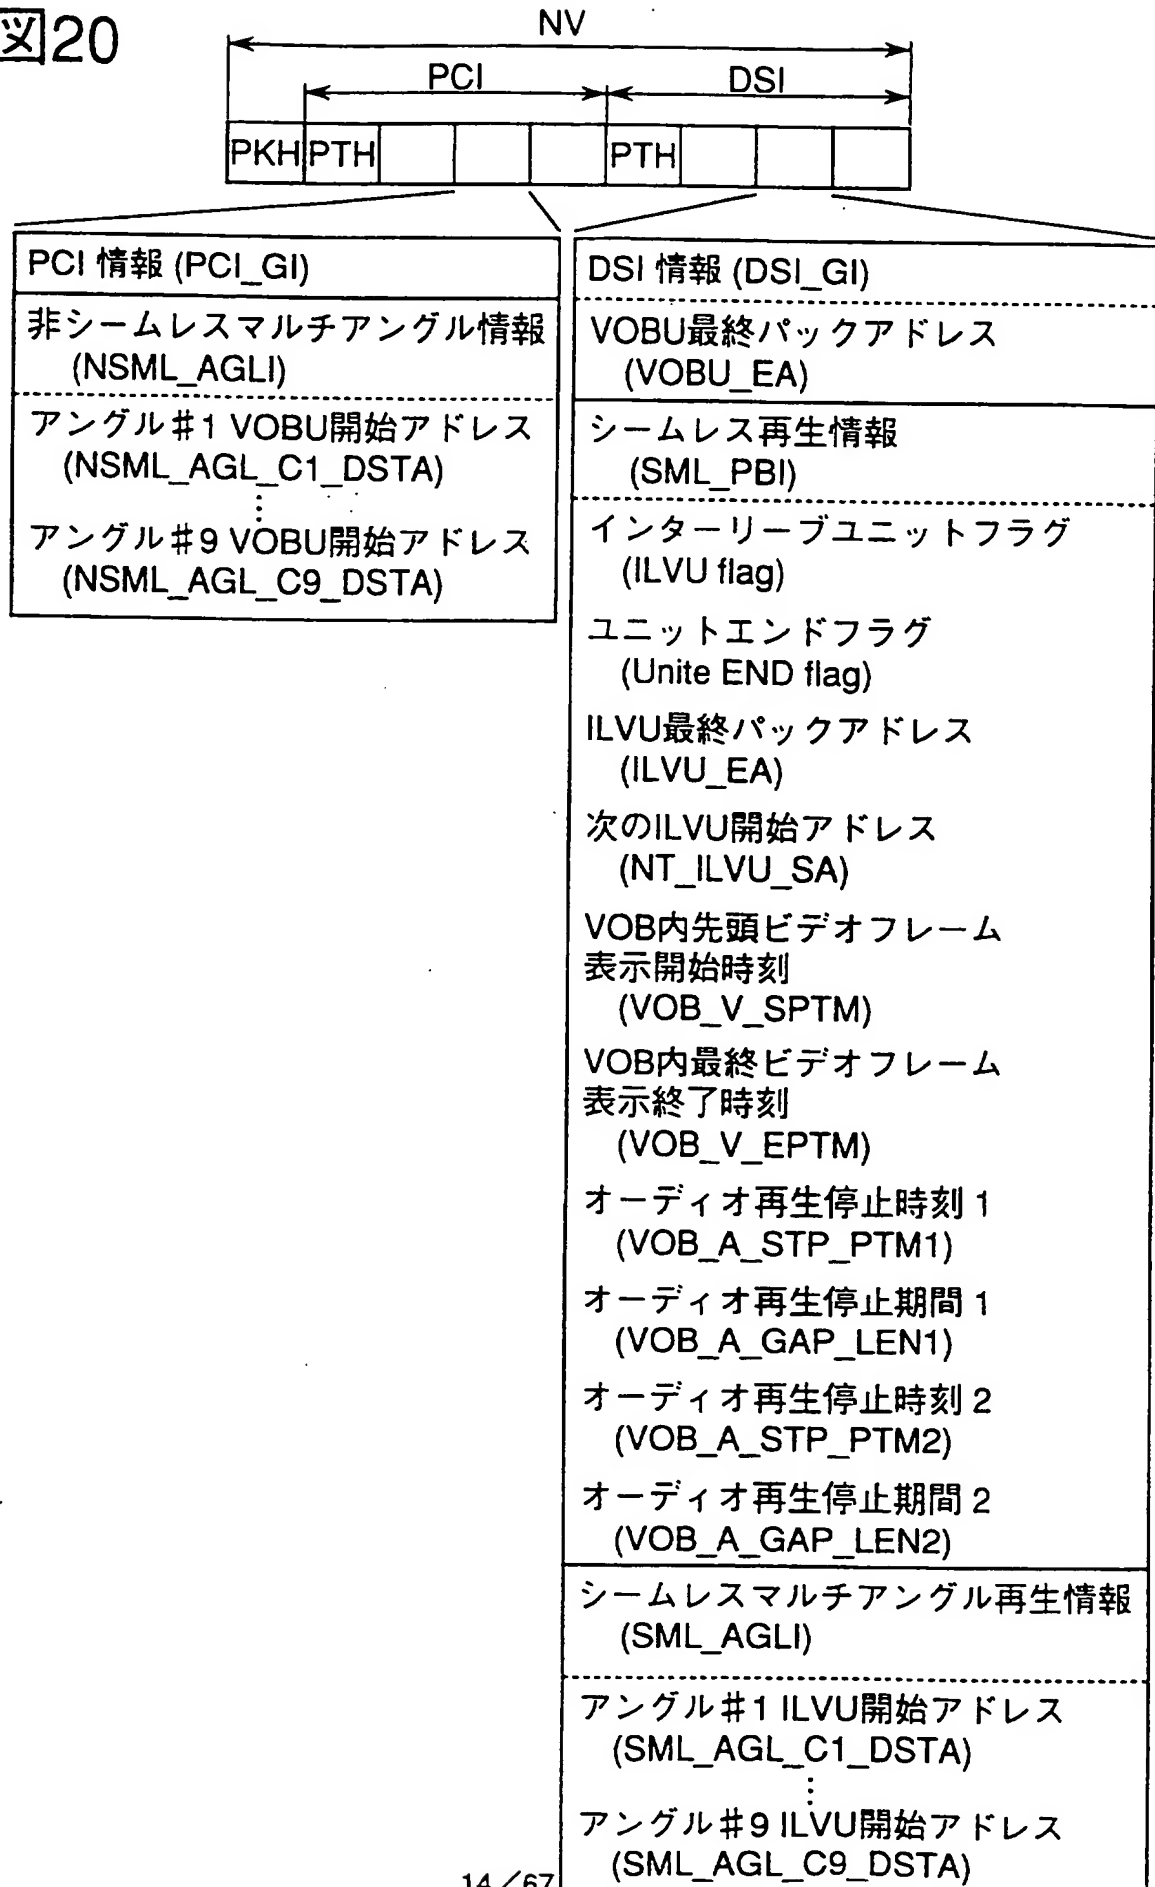 図20
NV
PCI
DSI
PKH PTH PTH
PCI 情報 (PCI_GI)
非シームレスマルチアングル情報
(NSML_AGLI)
アングル#1 VOBU開始アドレス
(NSML_AGL_C1_DSTA)
⋮
アングル#9 VOBU開始アドレス
(NSML_AGL_C9_DSTA)
DSI 情報 (DSI_GI)
VOBU最終パックアドレス
(VOBU_EA)
シームレス再生情報
(SML_PBI)
インターリーブユニットフラグ
(ILVU flag)
ユニットエンドフラグ
(Unite END flag)
ILVU最終パックアドレス
(ILVU_EA)
次のILVU開始アドレス
(NT_ILVU_SA)
VOB内先頭ビデオフレーム
表示開始時刻
(VOB_V_SPTM)
VOB内最終ビデオフレーム
表示終了時刻
(VOB_V_EPTM)
オーディオ再生停止時刻 1
(VOB_A_STP_PTM1)
オーディオ再生停止期間 1
(VOB_A_GAP_LEN1)
オーディオ再生停止時刻 2
(VOB_A_STP_PTM2)
オーディオ再生停止期間 2
(VOB_A_GAP_LEN2)
シームレスマルチアングル再生情報
(SML_AGLI)
アングル#1 ILVU開始アドレス
(SML_AGL_C1_DSTA)
⋮
アングル#9 ILVU開始アドレス
(SML_AGL_C9_DSTA)
14/67